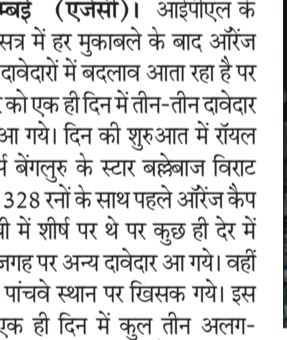 म्बई (एजेंसी)। आईपीएल के
सत्र में हर मुकाबले के बाद ऑरेंज
दावेदारों में बदलाव आता रहा है पर
को एक ही दिन में तीन-तीन दावेदार
आ गये। दिन की शुरुआत में रॉयल
बेंगलुरु के स्टार बल्लेबाज विराट
328 रनों के साथ पहले ऑरेंज कैप
में शीर्ष पर थे पर कुछ ही देर में
जगह पर अन्य दावेदार आ गये। वहीं
पांचवे स्थान पर खिसक गये। इस
एक ही दिन में कुल तीन अलग-